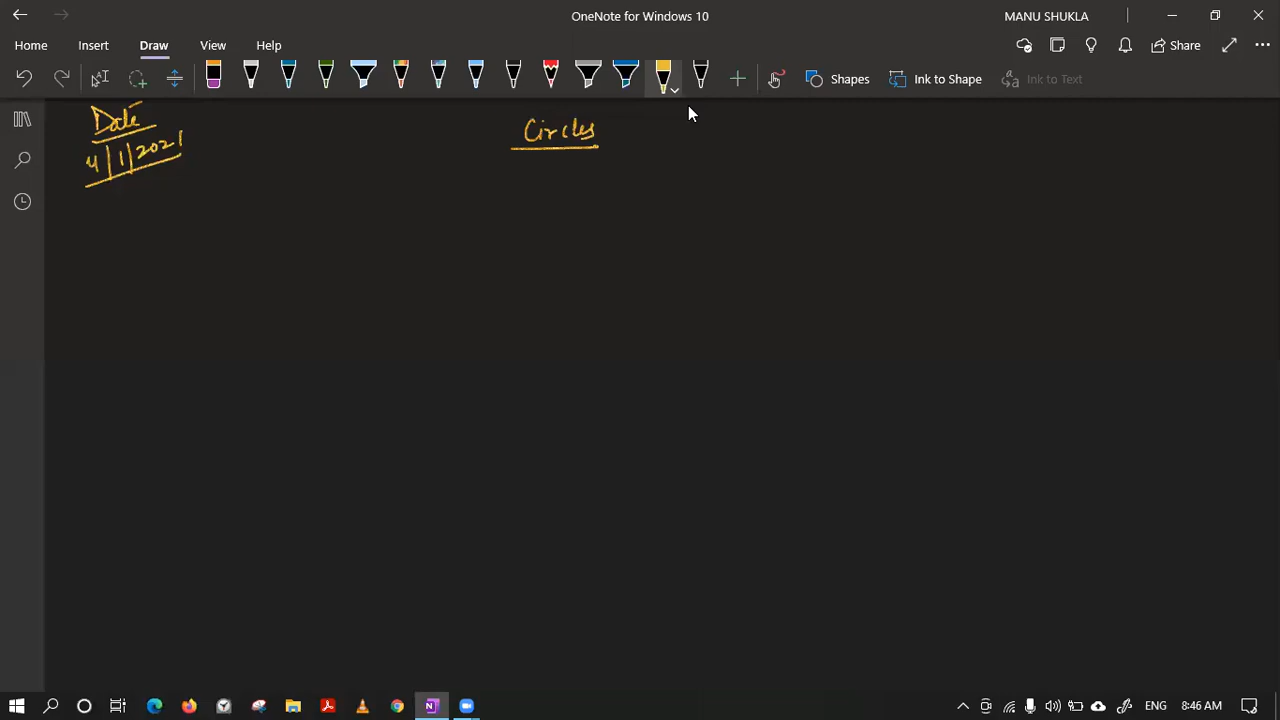 OneNote for Windows 10
MANU SHUKLA
Home Insert Draw View Help
Share
Shapes
Ink to Shape
Ink to Text
Date
4/1/2021
Circles
ENG 8:46 AM